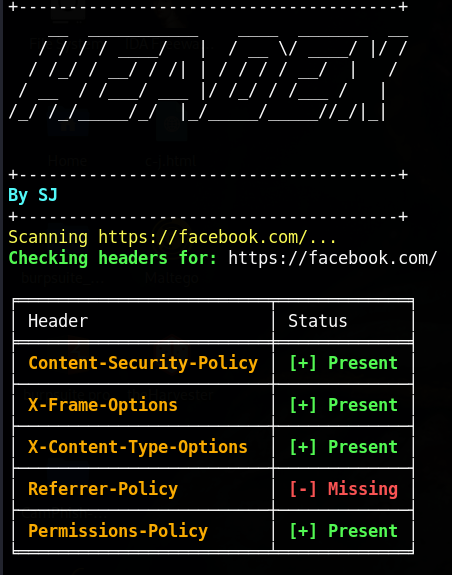 HEADEX
By SJ
Scanning https://facebook.com/...
Checking headers for: https://facebook.com/
Header Status
Content-Security-Policy [+] Present
X-Frame-Options [+] Present
X-Content-Type-Options [+] Present
Referrer-Policy [-] Missing
Permissions-Policy [+] Present